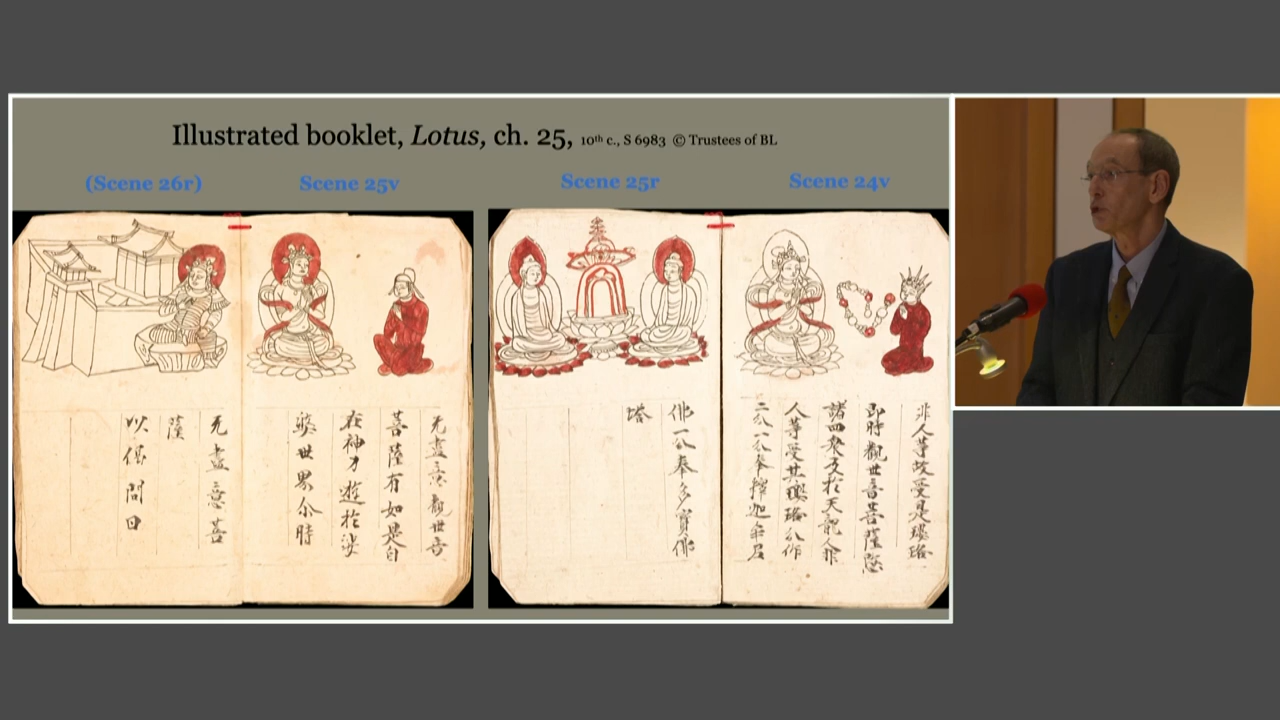 Illustrated booklet, Lotus, ch. 25, 10th c., S 6983 © Trustees of BL
(Scene 26r)
Scene 25v
Scene 25r
Scene 24v
非人等故受是瓔珞
即時觀世音菩薩愍
諸四衆及於天龍人非
人等受其瓔珞分作
二分一分奉釋迦牟尼
佛一分奉多寶佛
塔
无盡意觀世音
菩薩有如是自
在神力遊於娑
婆世界尒時
无盡意菩
薩
以偈問曰